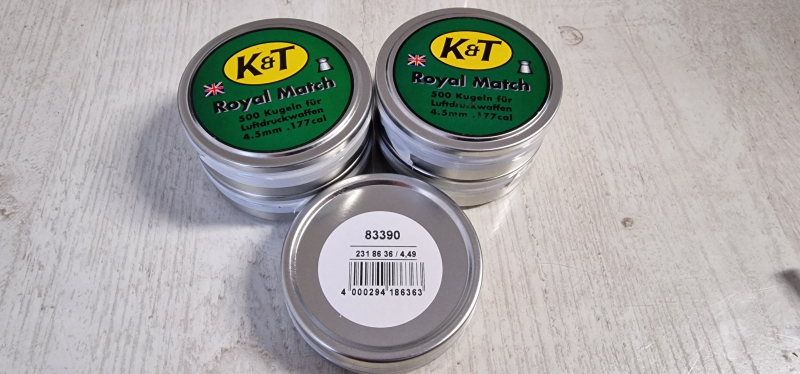 K&T
Royal Match
500 Kugeln für
Luftdruckwaffen
4.5mm .177cal
K&T
Royal Match
500 Kugeln für
Luftdruckwaffen
4.5mm .177cal
83390
231 86 36 / 4,49
4 000294 186363